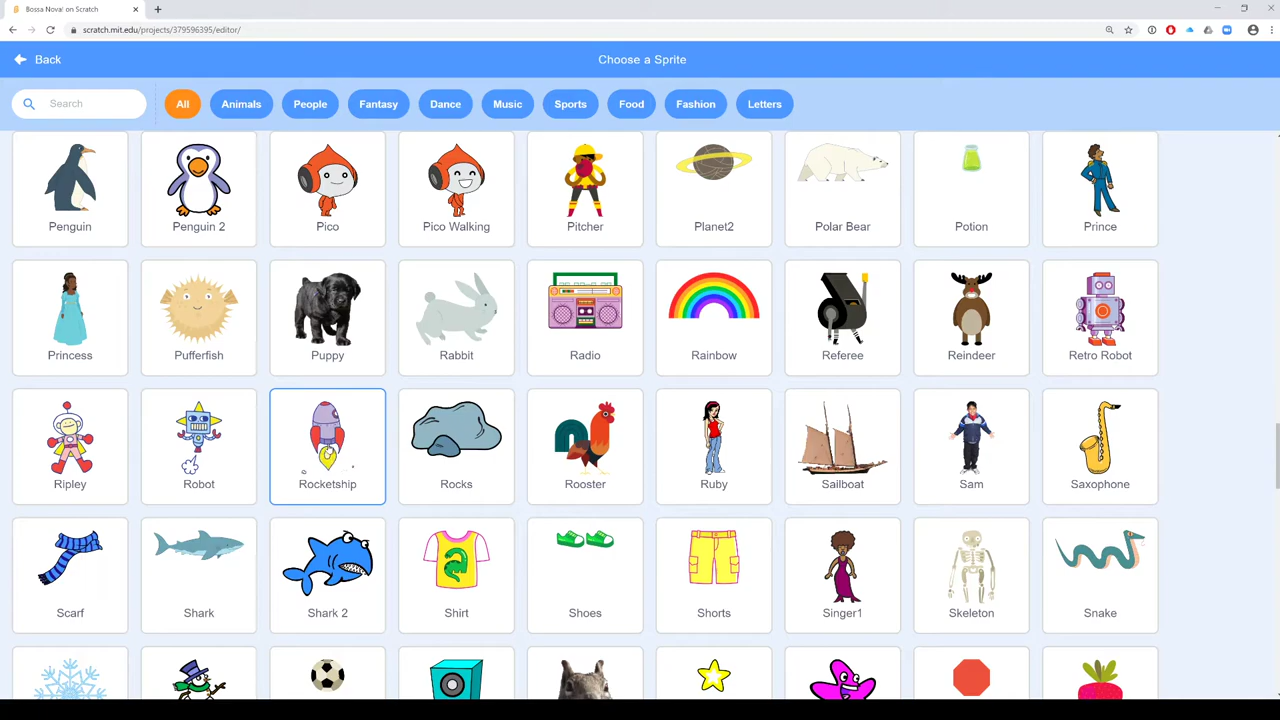 Bossa Nova! on Scratch
scratch.mit.edu/projects/379596395/editor/
Back
Choose a Sprite
Search
All
Animals
People
Fantasy
Dance
Music
Sports
Food
Fashion
Letters
Penguin
Penguin 2
Pico
Pico Walking
Pitcher
Planet2
Polar Bear
Potion
Prince
Princess
Pufferfish
Puppy
Rabbit
Radio
Rainbow
Referee
Reindeer
Retro Robot
Ripley
Robot
Rocketship
Rocks
Rooster
Ruby
Sailboat
Sam
Saxophone
Scarf
Shark
Shark 2
Shirt
Shoes
Shorts
Singer1
Skeleton
Snake